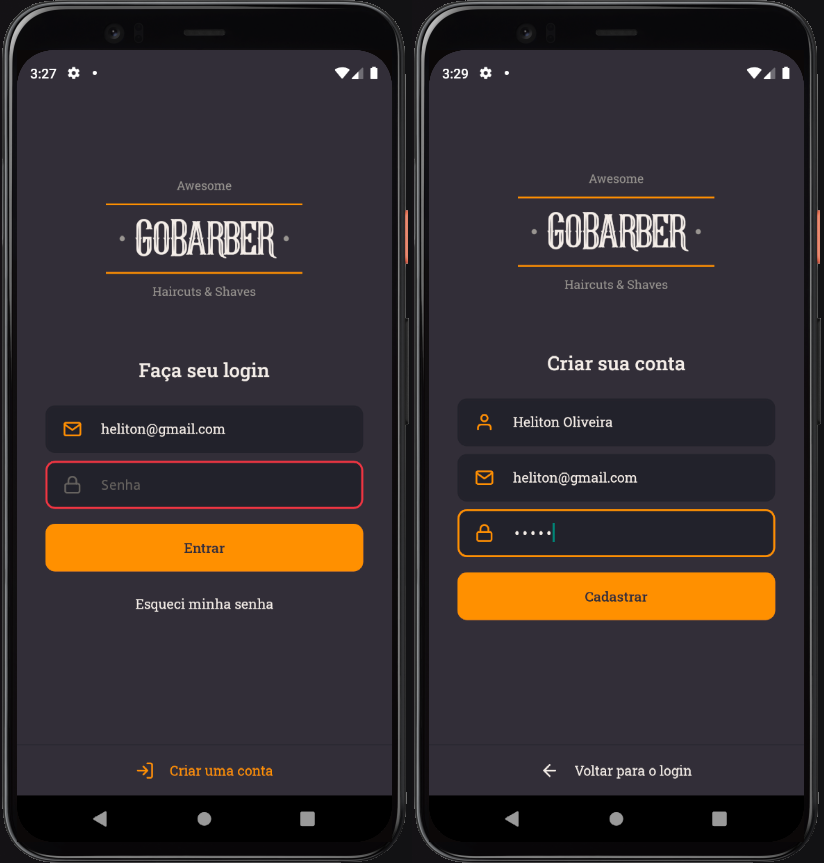 3:27
Awesome
GOBARBER
Haircuts & Shaves
Faça seu login
heliton@gmail.com
Senha
Entrar
Esqueci minha senha
Criar uma conta
3:29
Awesome
GOBARBER
Haircuts & Shaves
Criar sua conta
Heliton Oliveira
heliton@gmail.com
•••••
Cadastrar
Voltar para o login